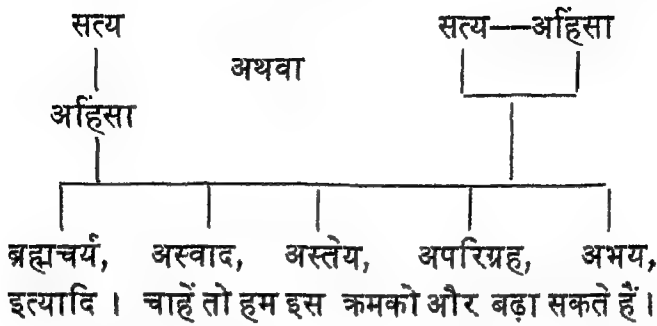 सत्य सत्य—अहिंसा
अथवा
अहिंसा
ब्रह्मचर्य, अस्वाद, अस्तेय, अपरिग्रह, अभय,
इत्यादि । चाहें तो हम इस क्रमको और बढ़ा सकते हैं।